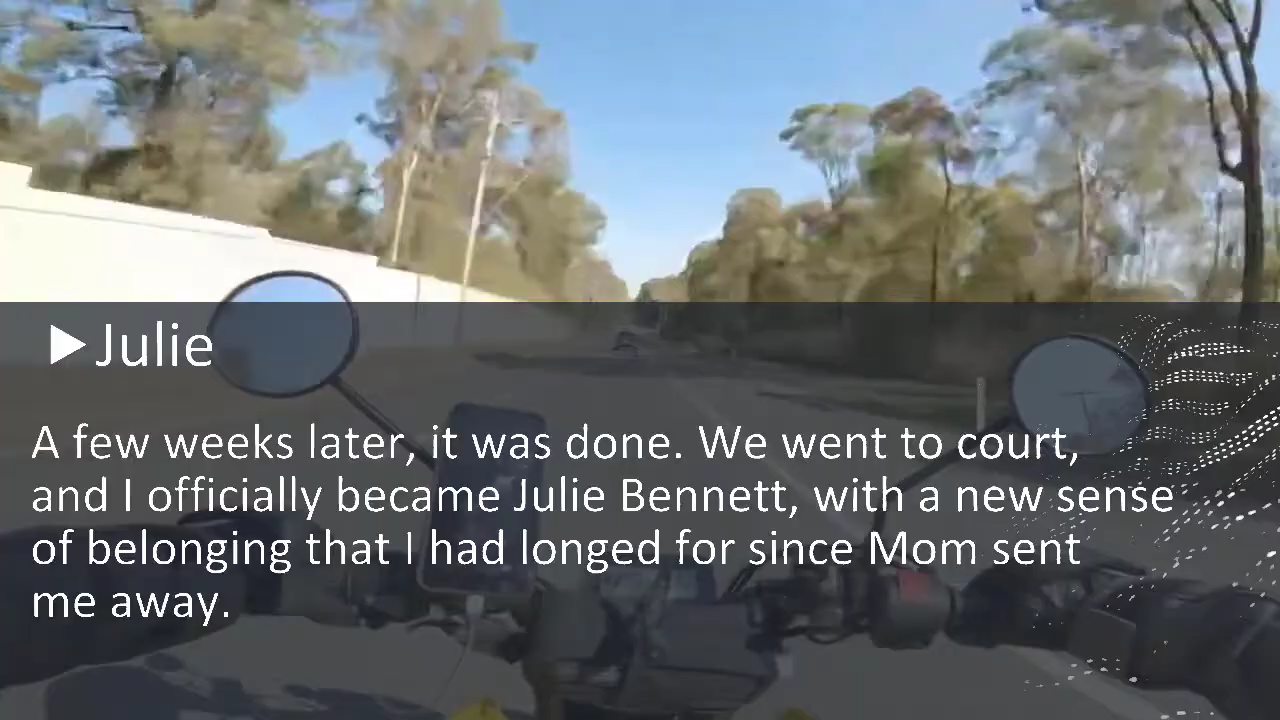 Julie
A few weeks later, it was done. We went to court,
and I officially became Julie Bennett, with a new sense
of belonging that I had longed for since Mom sent
me away.